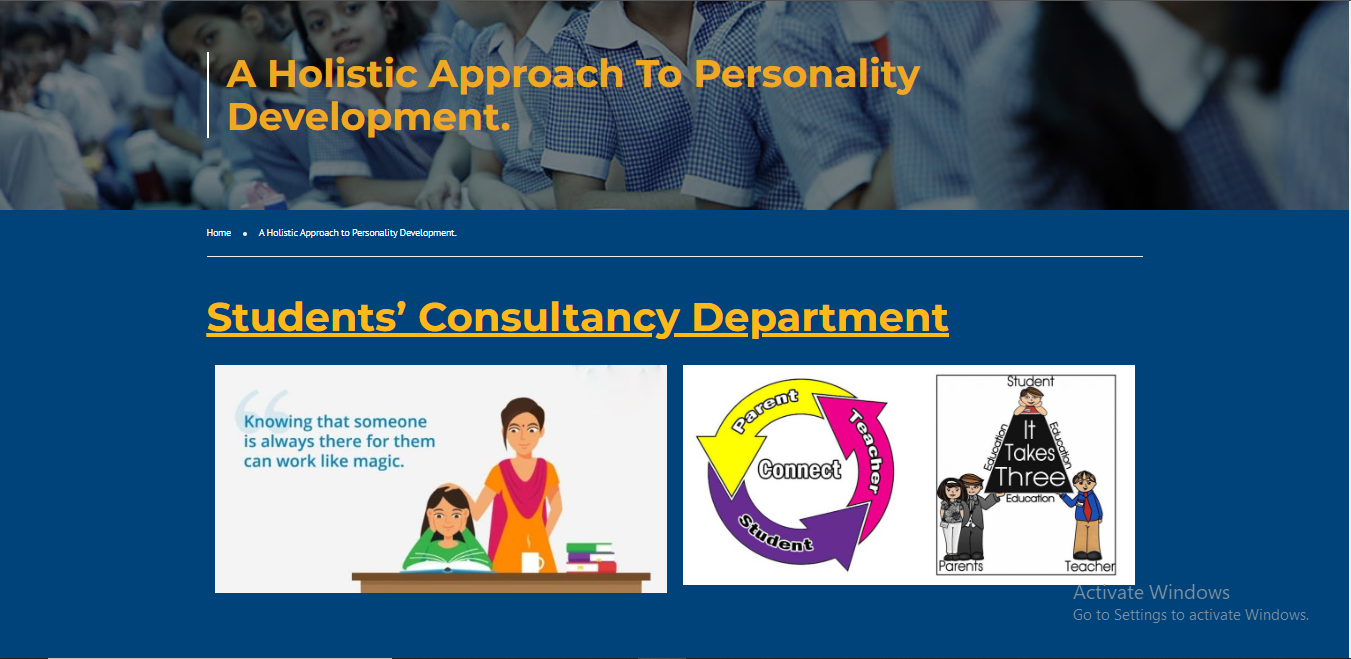 A Holistic Approach To Personality
Development.
Home • A Holistic Approach to Personality Development.
Students’ Consultancy Department
“
Knowing that someone
is always there for them
can work like magic.
Parent
Teacher
Connect
Student
Student
Education
Education
It
Takes
Three
Education
Parents
Teacher
Activate Windows
Go to Settings to activate Windows.